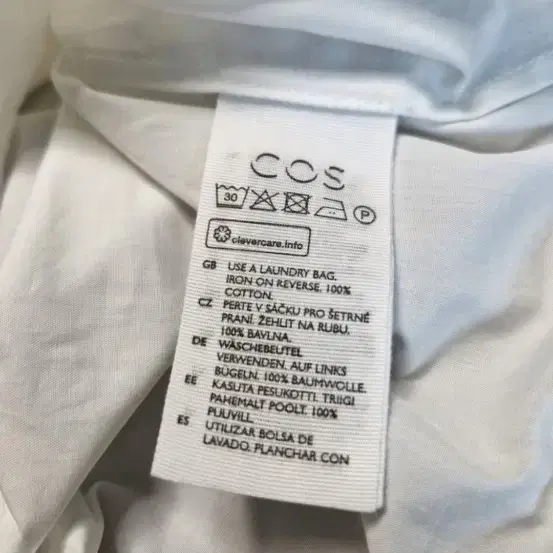 COS
30
P
clevercare.info
GB USE A LAUNDRY BAG.
IRON ON REVERSE. 100%
COTTON.
CZ PERTE V SÁČKU PRO ŠETRNÉ
PRANÍ. ŽEHLIT NA RUBU.
100% BAVLNA.
DE WÄSCHEBEUTEL
VERWENDEN. AUF LINKS
BÜGELN. 100% BAUMWOLLE.
EE KASUTA PESUKOTTI. TRIIGI
PAHEMALT POOLT. 100%
PUUVILL.
ES UTILIZAR BOLSA DE
LAVADO. PLANCHAR CON